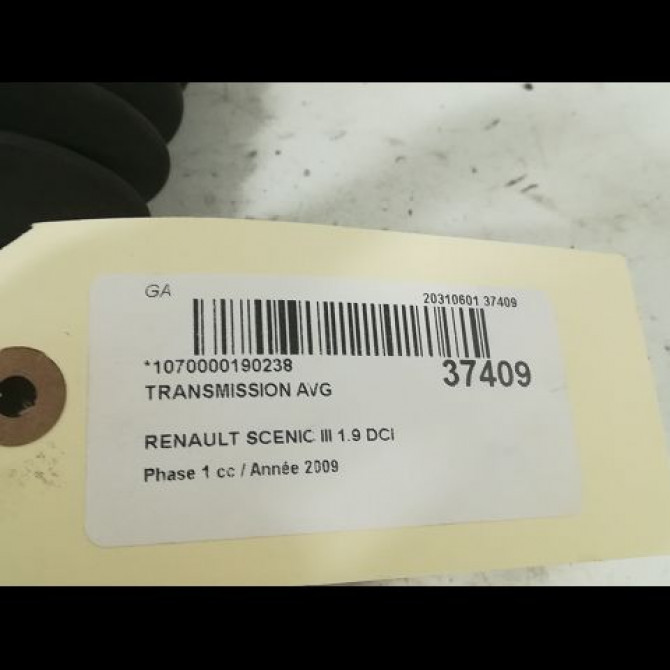 GA
20310601 37409
*1070000190238
37409
TRANSMISSION AVG
RENAULT SCENIC III 1.9 DCI
Phase 1 cc / Année 2009